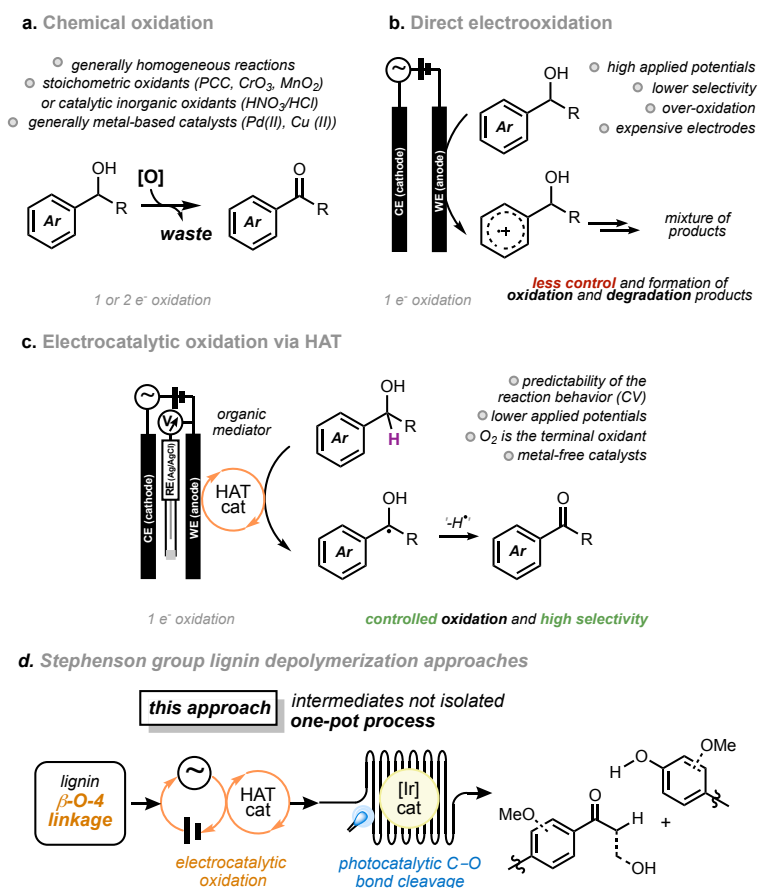 a. Chemical oxidation
generally homogeneous reactions
stoichometric oxidants (PCC, CrO3, MnO2)
or catalytic inorganic oxidants (HNO3/HCl)
generally metal-based catalysts (Pd(II), Cu (II))
OH
Ar
R
[O]
waste
O
Ar
R
1 or 2 e- oxidation
b. Direct electrooxidation
~
CE (cathode)
WE (anode)
OH
Ar
R
high applied potentials
lower selectivity
over-oxidation
expensive electrodes
OH
·+
R
mixture of
products
1 e- oxidation
less control and formation of
oxidation and degradation products
c. Electrocatalytic oxidation via HAT
~
V
CE (cathode)
RE (Ag/AgCl)
WE (anode)
organic
mediator
HAT
cat
OH
Ar
R
H
predictability of the
reaction behavior (CV)
lower applied potentials
O2 is the terminal oxidant
metal-free catalysts
OH
Ar
R
'-H•'
O
Ar
R
1 e- oxidation
controlled oxidation and high selectivity
d. Stephenson group lignin depolymerization approaches
this approach
intermediates not isolated
one-pot process
lignin
β-O-4
linkage
~
HAT
cat
electrocatalytic
oxidation
[Ir]
cat
photocatalytic C–O
bond cleavage
MeO
O
H
OH
+
H
O
OMe